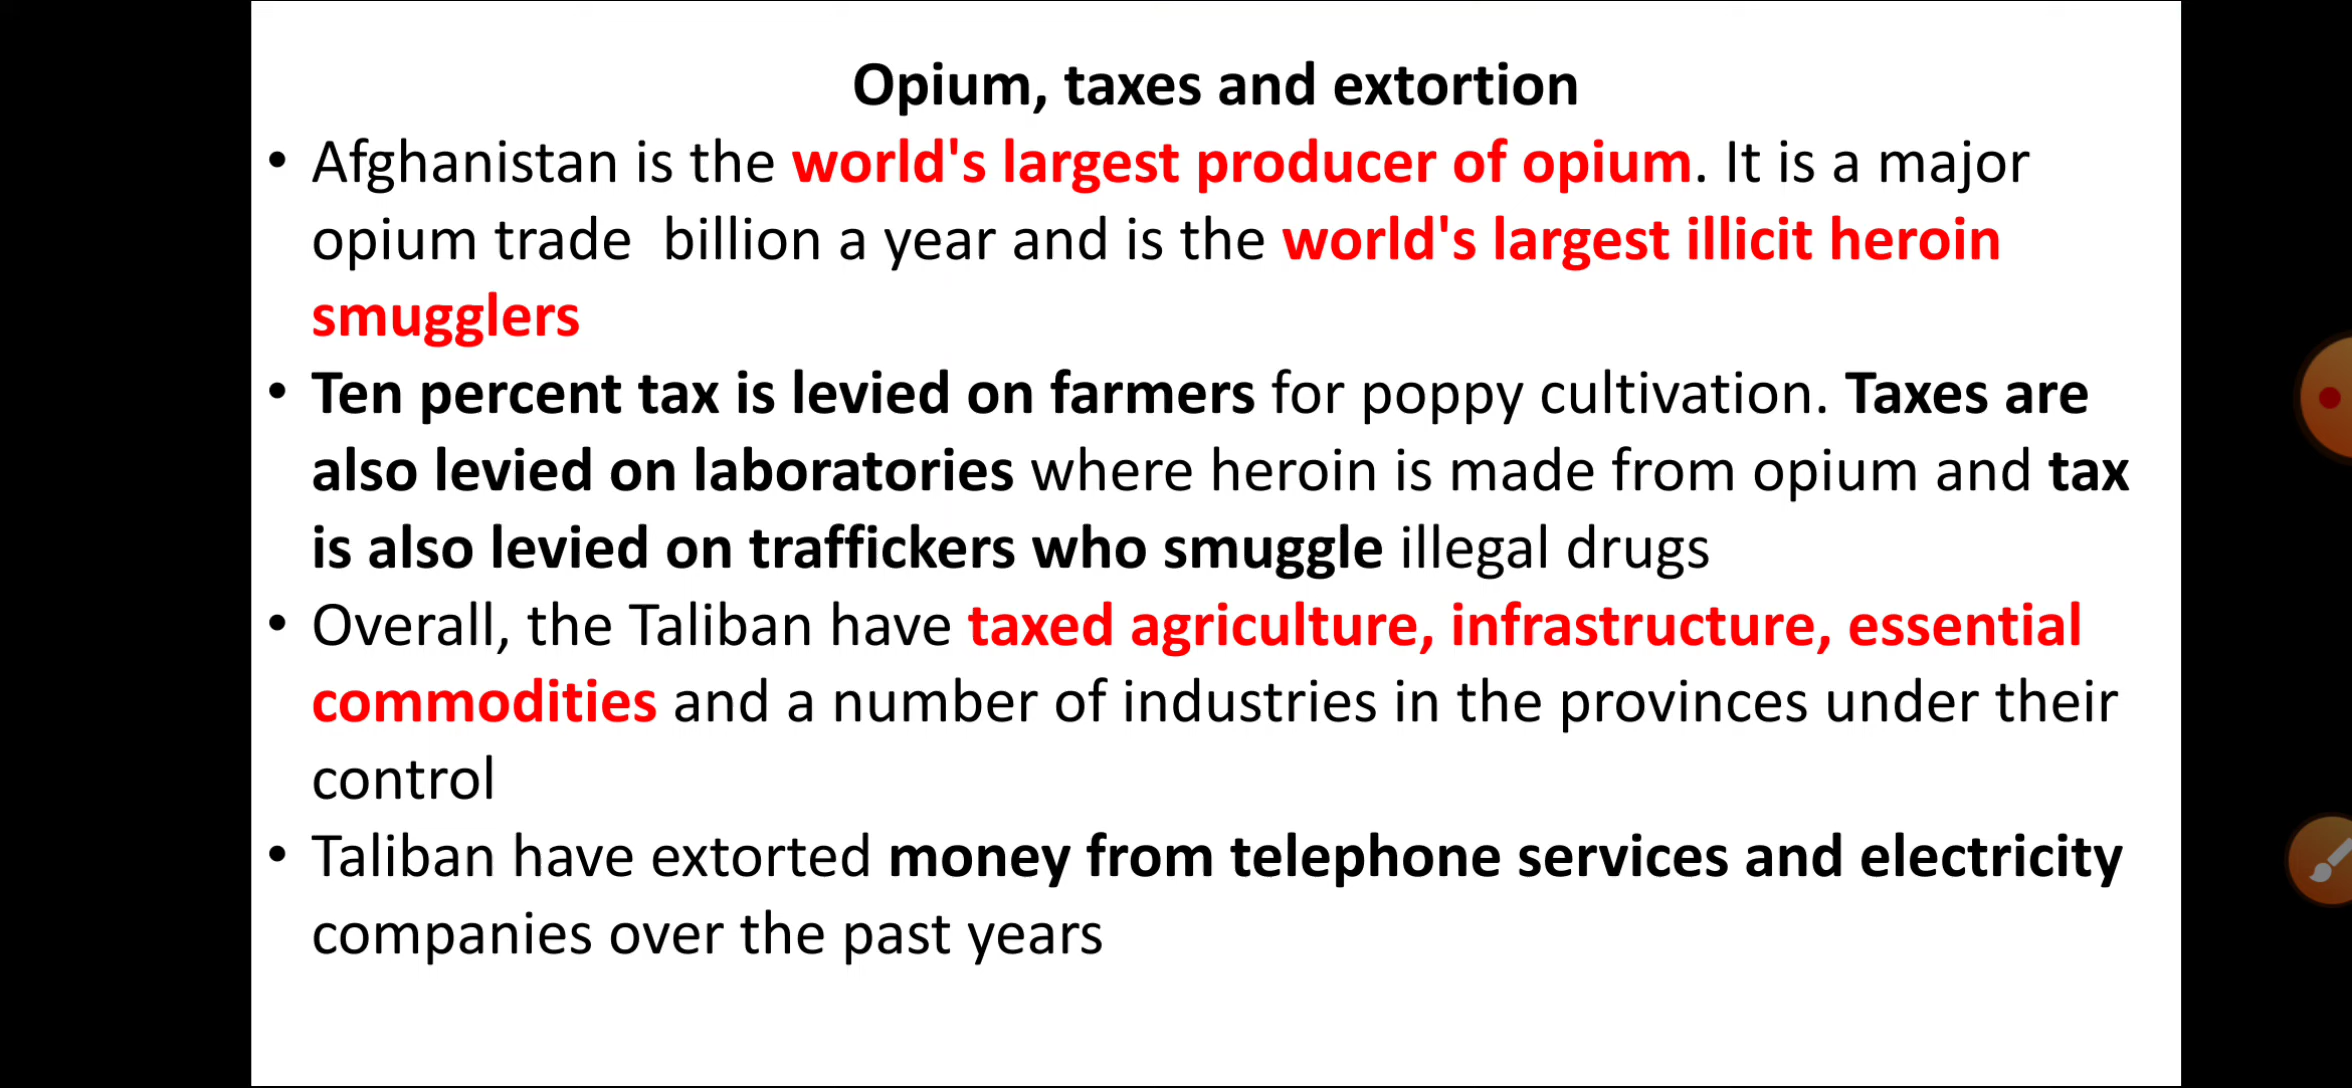 Opium, taxes and extortion
• Afghanistan is the world's largest producer of opium. It is a major
opium trade  billion a year and is the world's largest illicit heroin
smugglers
• Ten percent tax is levied on farmers for poppy cultivation. Taxes are
also levied on laboratories where heroin is made from opium and tax
is also levied on traffickers who smuggle illegal drugs
• Overall, the Taliban have taxed agriculture, infrastructure, essential
commodities and a number of industries in the provinces under their
control
• Taliban have extorted money from telephone services and electricity
companies over the past years